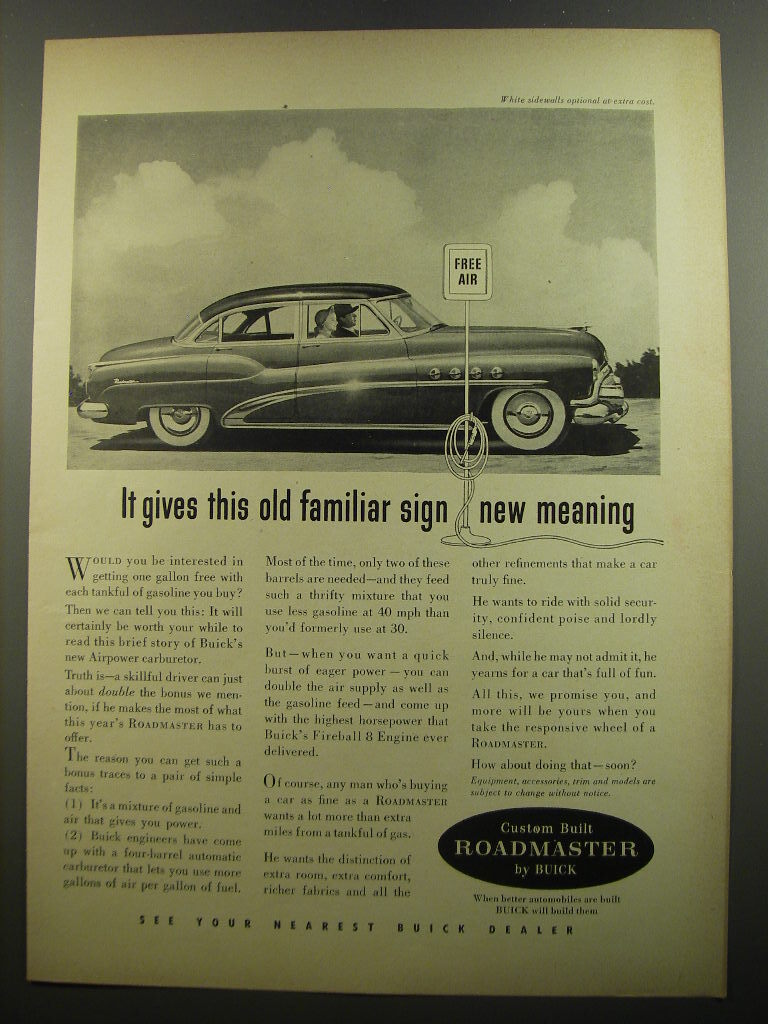 White sidewalls optional at extra cost.
FREE
AIR
It gives this old familiar sign new meaning
WOULD you be interested in
getting one gallon free with
each tankful of gasoline you buy?
Then we can tell you this: It will
certainly be worth your while to
read this brief story of Buick's
new Airpower carburetor.
Truth is—a skillful driver can just
about double the bonus we men-
tion, if he makes the most of what
this year's ROADMASTER has to
offer.
The reason you can get such a
bonus traces to a pair of simple
facts:
(1) It's a mixture of gasoline and
air that gives you power.
(2) Buick engineers have come
up with a four-barrel automatic
carburetor that lets you use more
gallons of air per gallon of fuel.
Most of the time, only two of these
barrels are needed—and they feed
such a thrifty mixture that you
use less gasoline at 40 mph than
you'd formerly use at 30.
But—when you want a quick
burst of eager power—you can
double the air supply as well as
the gasoline feed—and come up
with the highest horsepower that
Buick's Fireball 8 Engine ever
delivered.
Of course, any man who's buying
a car as fine as a ROADMASTER
wants a lot more than extra
miles from a tankful of gas.
He wants the distinction of
extra room, extra comfort,
richer fabrics and all the
other refinements that make a car
truly fine.
He wants to ride with solid secur-
ity, confident poise and lordly
silence.
And, while he may not admit it, he
yearns for a car that's full of fun.
All this, we promise you, and
more will be yours when you
take the responsive wheel of a
ROADMASTER.
How about doing that—soon?
Equipment, accessories, trim and models are
subject to change without notice.
Custom Built
ROADMASTER
by BUICK
When better automobiles are built
BUICK will build them
SEE YOUR NEAREST BUICK DEALER